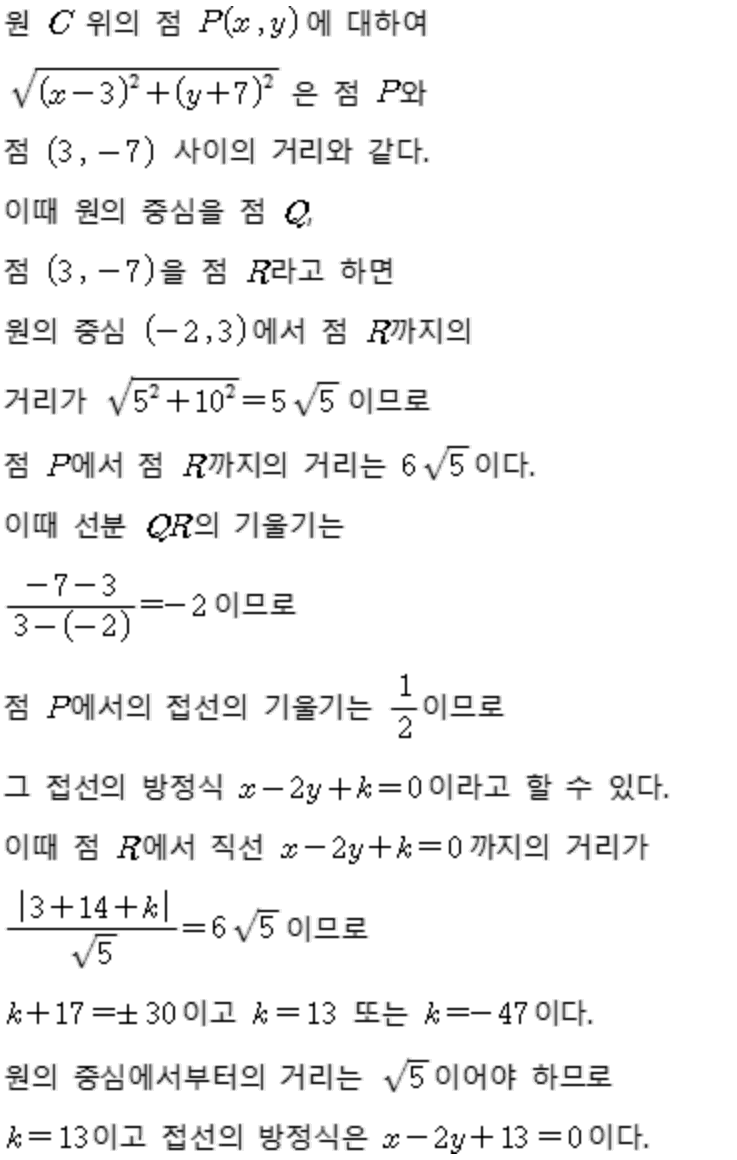 원 C 위의 점 P(x, y)에 대하여
√((x-3)²+(y+7)²) 은 점 P와
점 (3, -7) 사이의 거리와 같다.
이때 원의 중심을 점 Q,
점 (3, -7)을 점 R라고 하면
원의 중심 (-2, 3)에서 점 R까지의
거리가 √(5²+10²)=5√5 이므로
점 P에서 점 R까지의 거리는 6√5 이다.
이때 선분 QR의 기울기는
(-7-3)/(3-(-2))=-2 이므로
점 P에서의 접선의 기울기는 1/2 이므로
그 접선의 방정식 x-2y+k=0 이라고 할 수 있다.
이때 점 R에서 직선 x-2y+k=0 까지의 거리가
|3+14+k|/√5=6√5 이므로
k+17=±30 이고 k=13 또는 k=-47 이다.
원의 중심에서부터의 거리는 √5 이어야 하므로
k=13이고 접선의 방정식은 x-2y+13=0 이다.